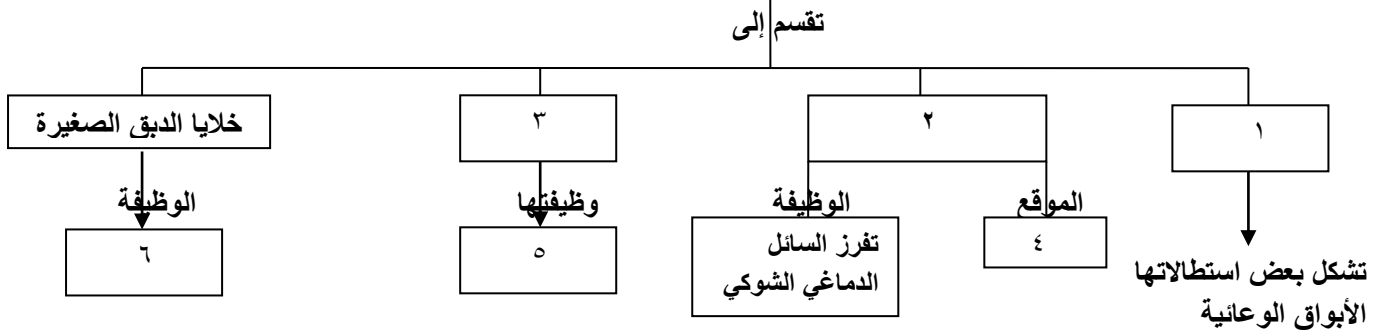 تقسم إلى
١
٢
٣
خلايا الدبق الصغيرة
الموقع
الوظيفة
وظيفتها
الوظيفة
٤
تفرز السائل
الدماغي الشوكي
٥
٦
تشكل بعض استطالاتها
الأبواق الوعائية